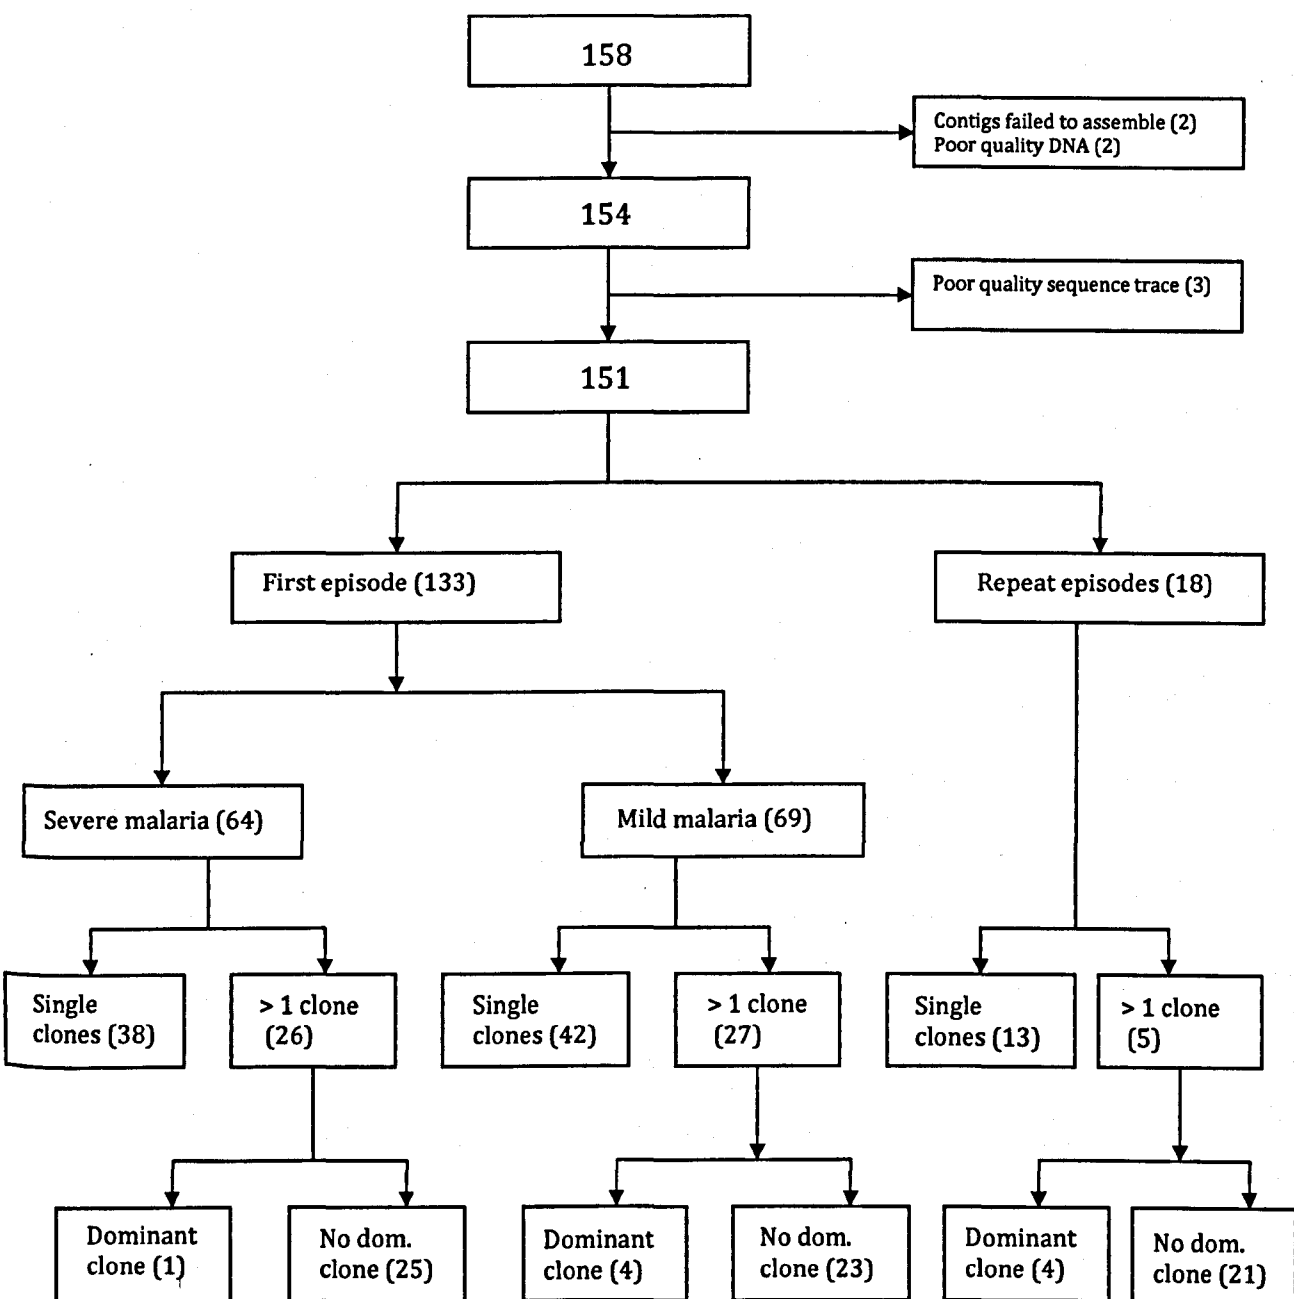 158
Contigs failed to assemble (2)
Poor quality DNA (2)
154
Poor quality sequence trace (3)
151
First episode (133)
Repeat episodes (18)
Severe malaria (64)
Mild malaria (69)
Single
clones (38)
> 1 clone
(26)
Single
clones (42)
> 1 clone
(27)
Single
clones (13)
> 1 clone
(5)
Dominant
clone (1)
No dom.
clone (25)
Dominant
clone (4)
No dom.
clone (23)
Dominant
clone (4)
No dom.
clone (21)